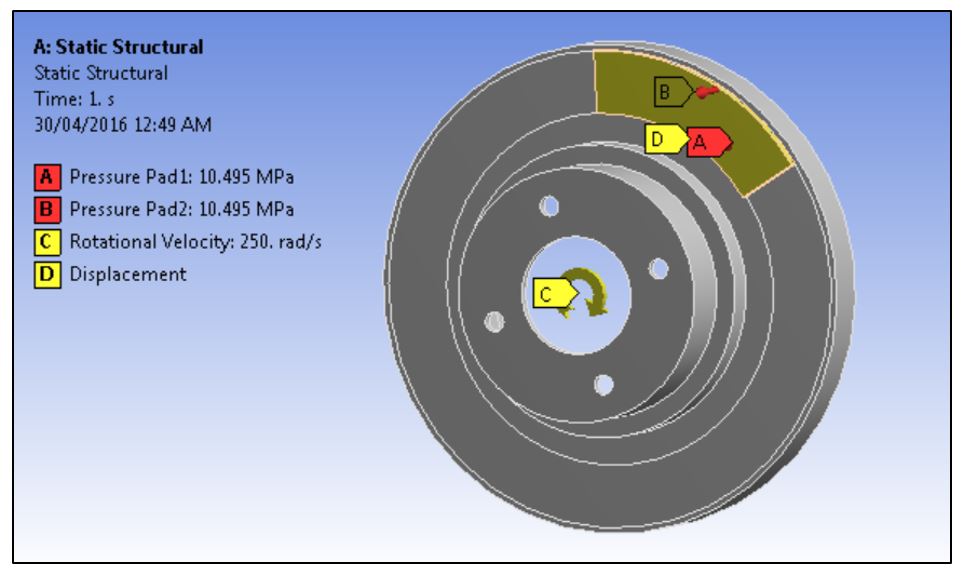 A: Static Structural
Static Structural
Time: 1. s
30/04/2016 12:49 AM
A Pressure Pad1: 10.495 MPa
B Pressure Pad2: 10.495 MPa
C Rotational Velocity: 250. rad/s
D Displacement
B
D A
C